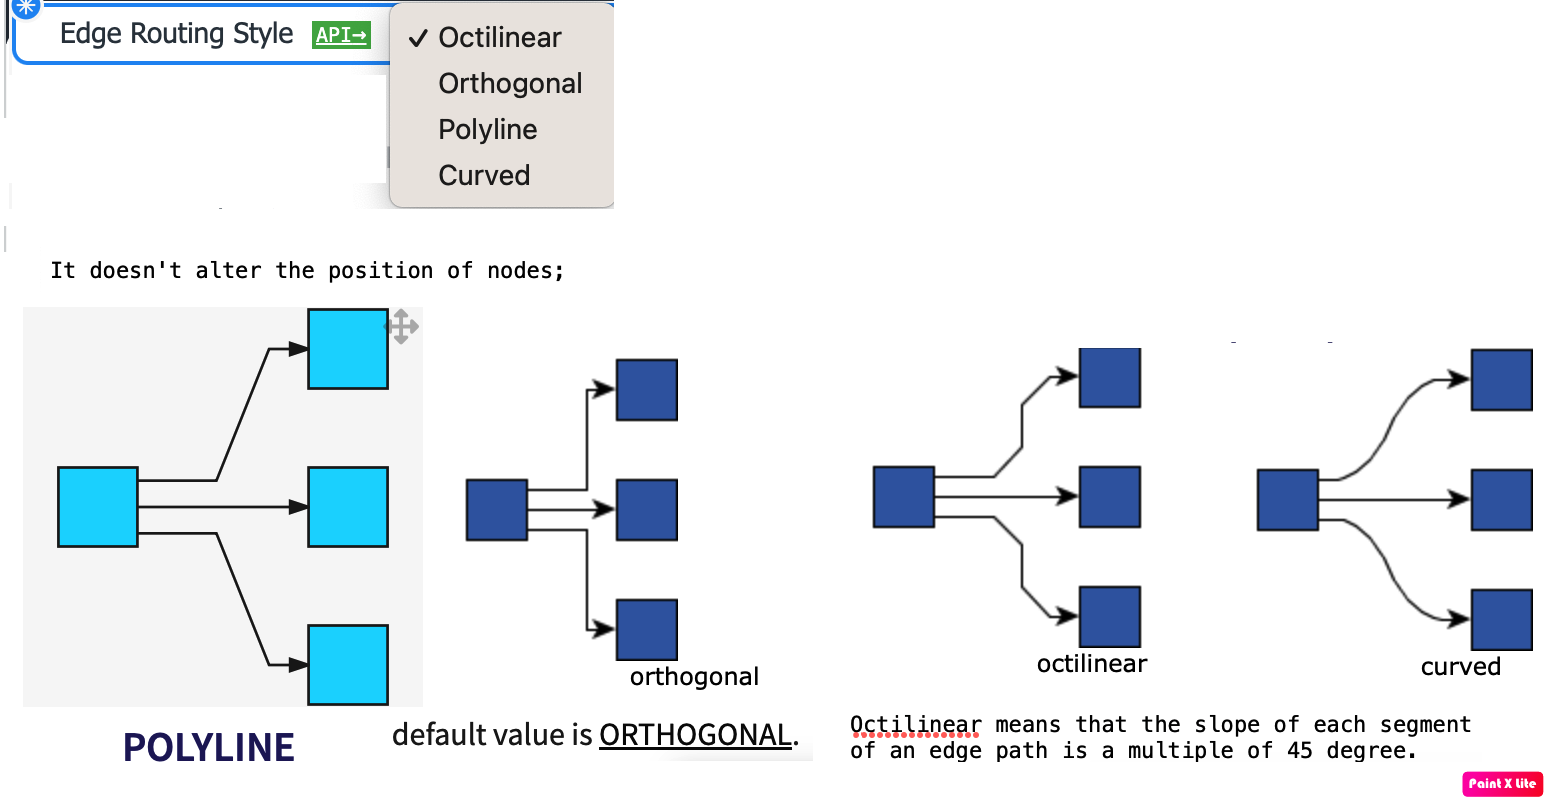 Edge Routing Style API→
✓ Octilinear
Orthogonal
Polyline
Curved
It doesn't alter the position of nodes;
orthogonal
octilinear
curved
POLYLINE
default value is ORTHOGONAL.
Octilinear means that the slope of each segment
of an edge path is a multiple of 45 degree.
Paint X Lite